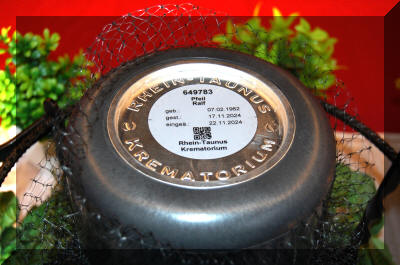 RHEIN-TAUNUS
KREMATORIUM
649783
Pfeil
Ralf
geb.: 07.02.1962
gest.: 17.11.2024
eingeä.: 22.11.2024
Rhein-Taunus
Krematorium